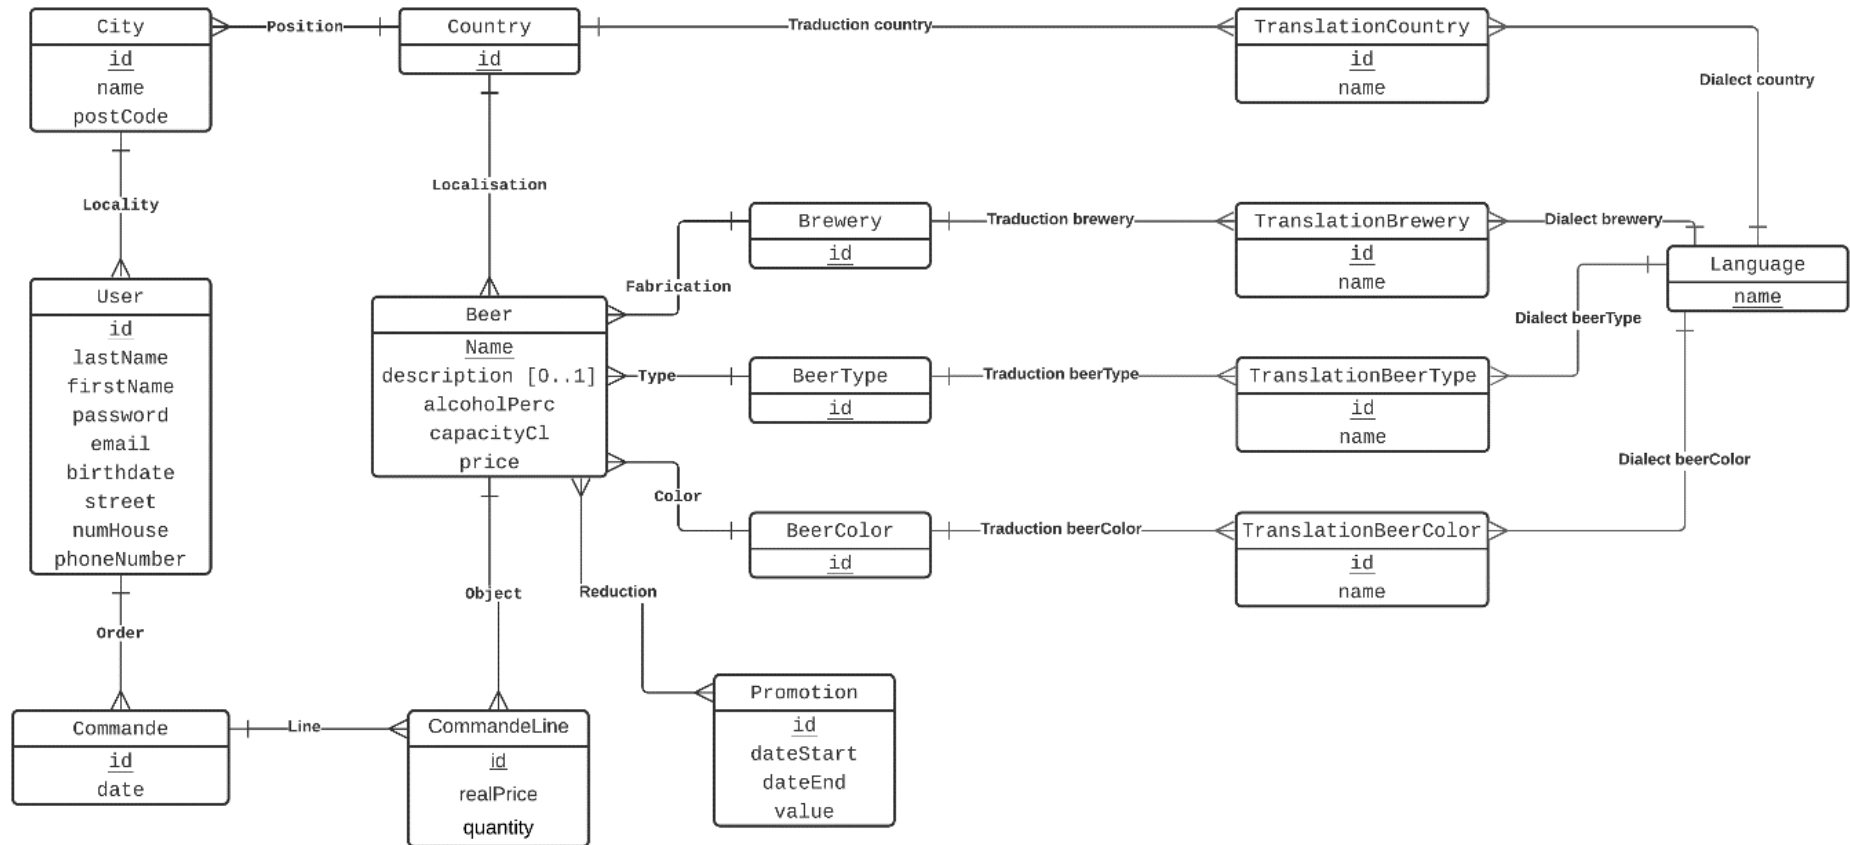 City
id
name
postCode
Position
Country
id
Traduction country
TranslationCountry
id
name
Dialect country
Locality
Localisation
User
id
lastName
firstName
password
email
birthdate
street
numHouse
phoneNumber
Beer
Name
description [0..1]
alcoholPerc
capacityCl
price
Fabrication
Brewery
id
Traduction brewery
TranslationBrewery
id
name
Dialect brewery
Language
name
Type
BeerType
id
Traduction beerType
TranslationBeerType
id
name
Dialect beerType
Color
BeerColor
id
Traduction beerColor
TranslationBeerColor
id
name
Dialect beerColor
Order
Object
Reduction
Commande
id
date
Line
CommandeLine
id
realPrice
quantity
Promotion
id
dateStart
dateEnd
value